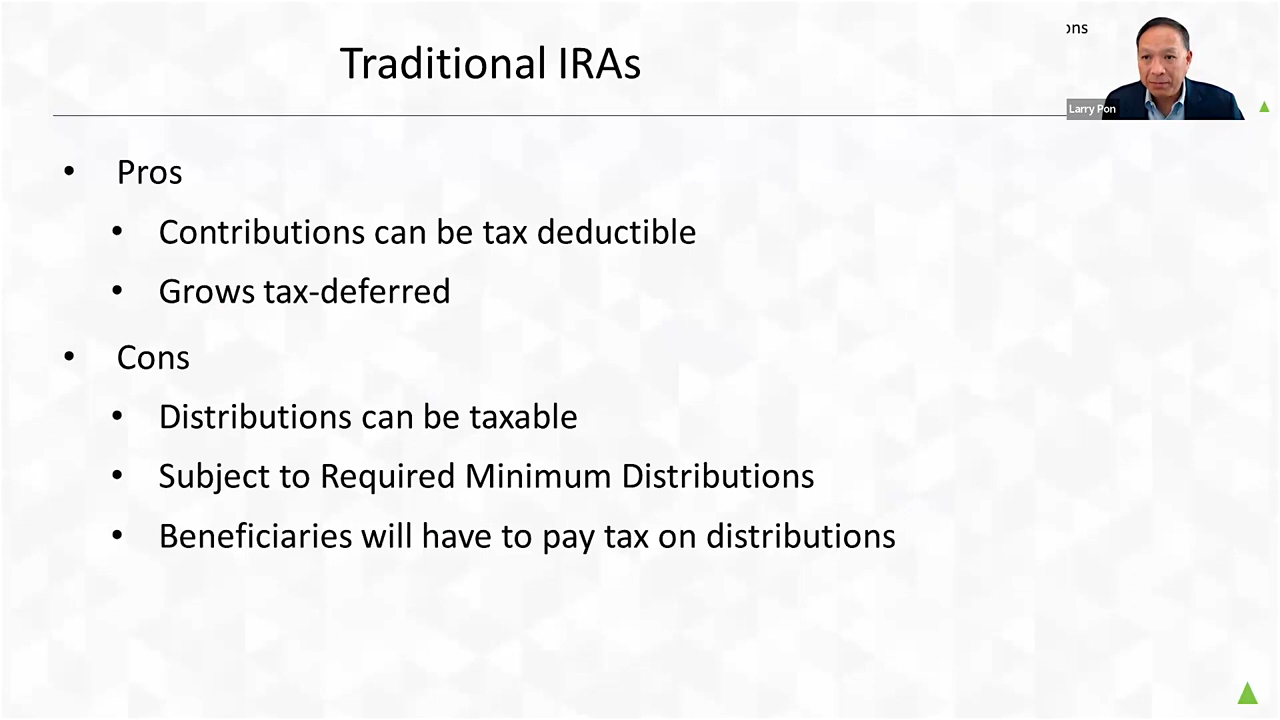 Traditional IRAs
ons
Larry Pon
• Pros
• Contributions can be tax deductible
• Grows tax-deferred
• Cons
• Distributions can be taxable
• Subject to Required Minimum Distributions
• Beneficiaries will have to pay tax on distributions